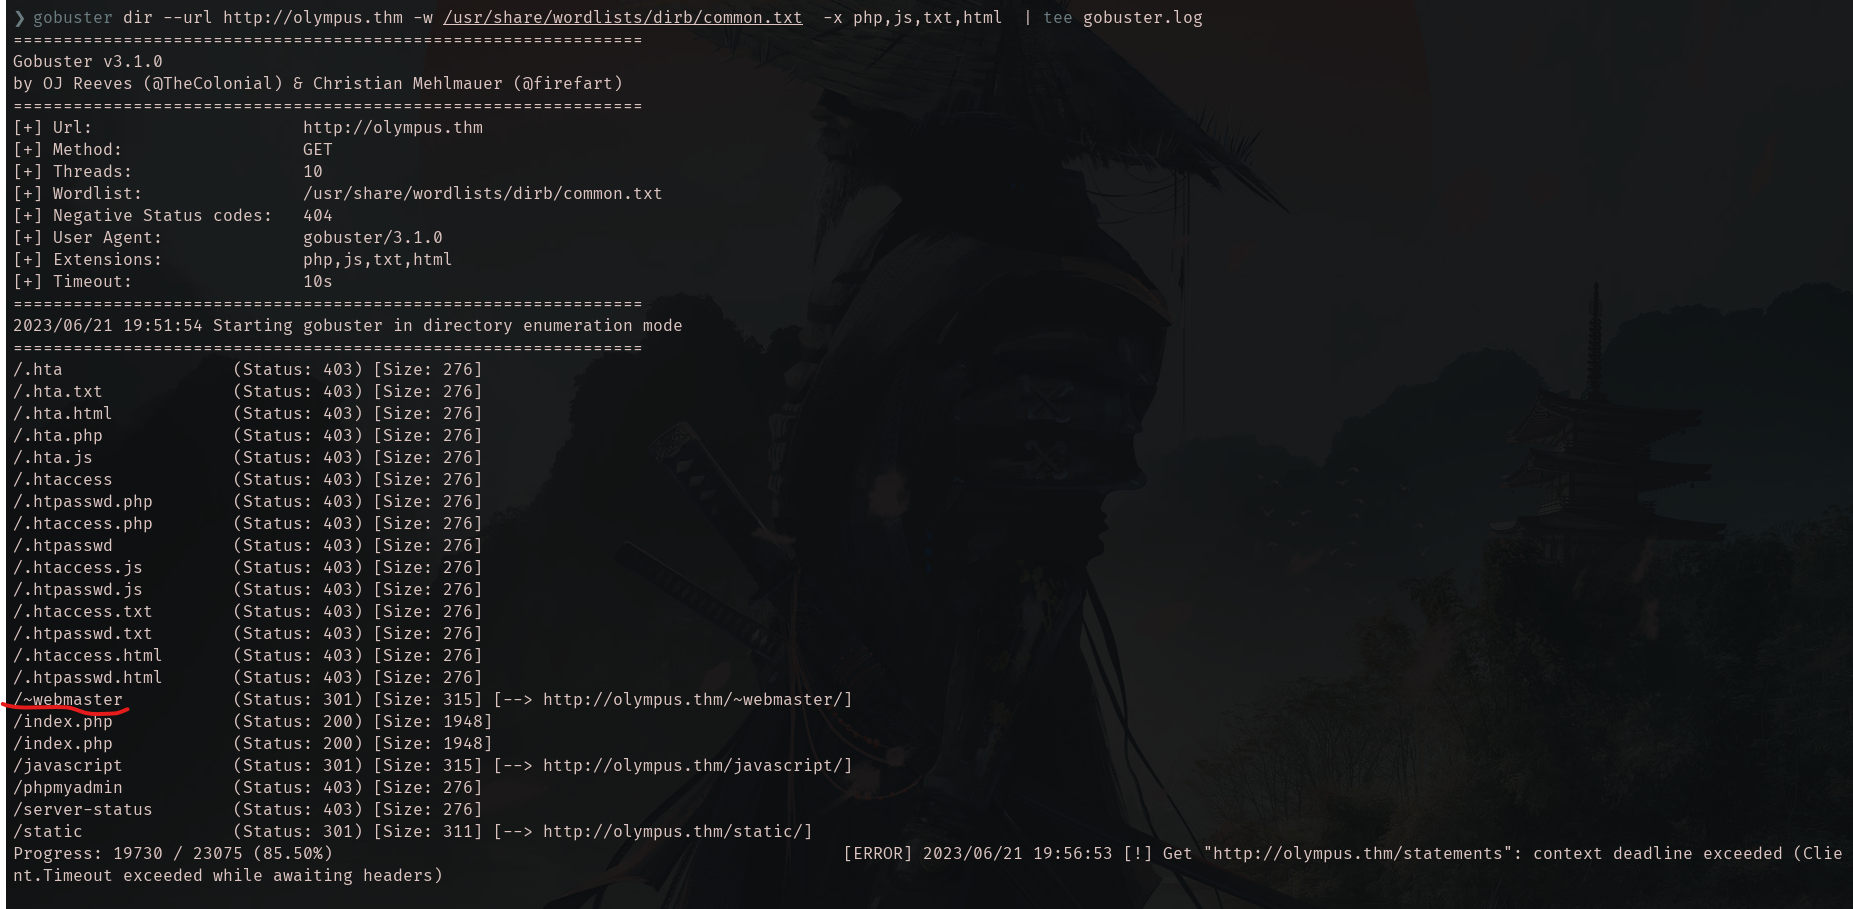 ❯ gobuster dir --url http://olympus.thm -w /usr/share/wordlists/dirb/common.txt  -x php,js,txt,html  | tee gobuster.log
===============================================================
Gobuster v3.1.0
by OJ Reeves (@TheColonial) & Christian Mehlmauer (@firefart)
===============================================================
[+] Url:                     http://olympus.thm
[+] Method:                  GET
[+] Threads:                 10
[+] Wordlist:                /usr/share/wordlists/dirb/common.txt
[+] Negative Status codes:   404
[+] User Agent:              gobuster/3.1.0
[+] Extensions:              php,js,txt,html
[+] Timeout:                 10s
===============================================================
2023/06/21 19:51:54 Starting gobuster in directory enumeration mode
===============================================================
/.hta                 (Status: 403) [Size: 276]
/.hta.txt             (Status: 403) [Size: 276]
/.hta.html            (Status: 403) [Size: 276]
/.hta.php             (Status: 403) [Size: 276]
/.hta.js              (Status: 403) [Size: 276]
/.htaccess            (Status: 403) [Size: 276]
/.htpasswd.php        (Status: 403) [Size: 276]
/.htaccess.php        (Status: 403) [Size: 276]
/.htpasswd            (Status: 403) [Size: 276]
/.htaccess.js         (Status: 403) [Size: 276]
/.htpasswd.js         (Status: 403) [Size: 276]
/.htaccess.txt        (Status: 403) [Size: 276]
/.htpasswd.txt        (Status: 403) [Size: 276]
/.htaccess.html       (Status: 403) [Size: 276]
/.htpasswd.html       (Status: 403) [Size: 276]
/~webmaster           (Status: 301) [Size: 315] [--> http://olympus.thm/~webmaster/]
/index.php            (Status: 200) [Size: 1948]
/index.php            (Status: 200) [Size: 1948]
/javascript           (Status: 301) [Size: 315] [--> http://olympus.thm/javascript/]
/phpmyadmin           (Status: 403) [Size: 276]
/server-status        (Status: 403) [Size: 276]
/static               (Status: 301) [Size: 311] [--> http://olympus.thm/static/]
Progress: 19730 / 23075 (85.50%)                                                   [ERROR] 2023/06/21 19:56:53 [!] Get "http://olympus.thm/statements": context deadline exceeded (Clie
nt.Timeout exceeded while awaiting headers)